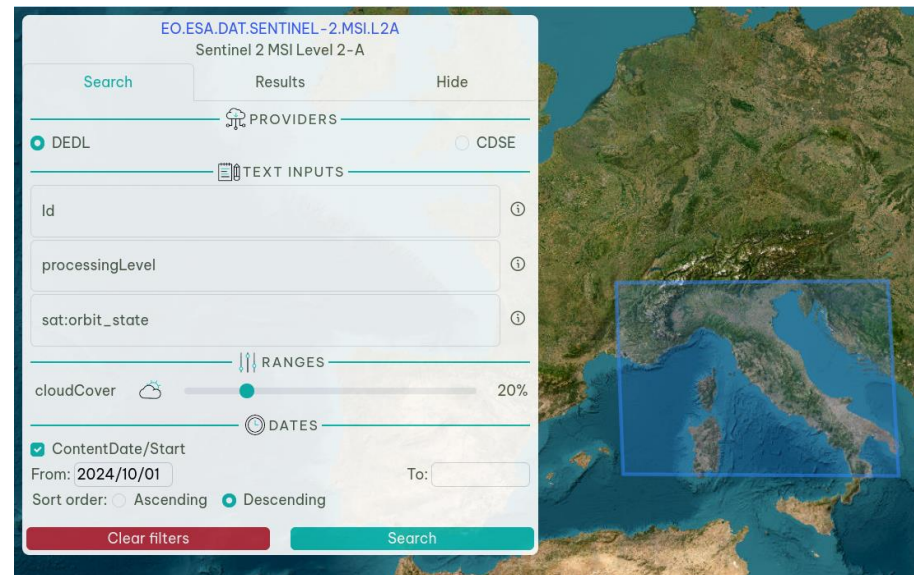 EO.ESA.DAT.SENTINEL-2.MSI.L2A
Sentinel 2 MSI Level 2-A
Search Results Hide
PROVIDERS
DEDL CDSE
TEXT INPUTS
Id
processingLevel
sat:orbit_state
RANGES
cloudCover 20%
DATES
ContentDate/Start
From: 2024/10/01 To:
Sort order: Ascending Descending
Clear filters Search